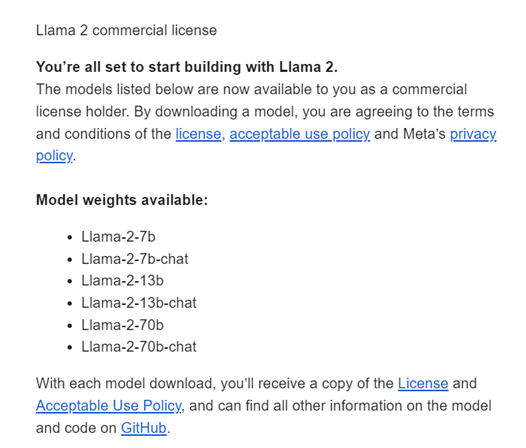 Llama 2 commercial license
You’re all set to start building with Llama 2.
The models listed below are now available to you as a commercial
license holder. By downloading a model, you are agreeing to the terms
and conditions of the license, acceptable use policy and Meta’s privacy
policy.
Model weights available:
• Llama-2-7b
• Llama-2-7b-chat
• Llama-2-13b
• Llama-2-13b-chat
• Llama-2-70b
• Llama-2-70b-chat
With each model download, you’ll receive a copy of the License and
Acceptable Use Policy, and can find all other information on the model
and code on GitHub.